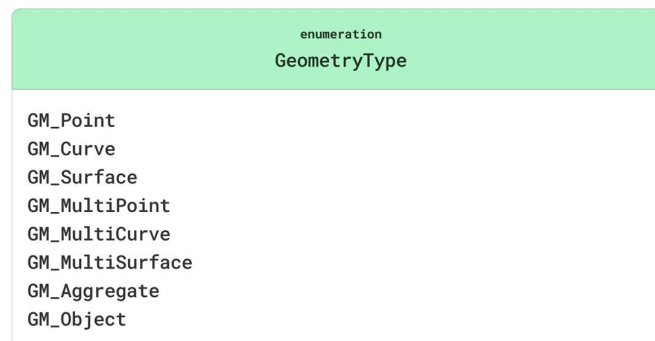 enumeration
GeometryType
GM_Point
GM_Curve
GM_Surface
GM_MultiPoint
GM_MultiCurve
GM_MultiSurface
GM_Aggregate
GM_Object